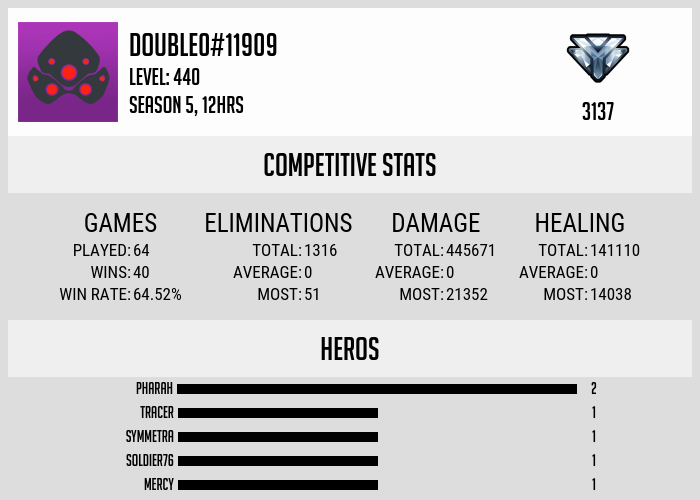 DOUBLE0#11909
LEVEL: 440
SEASON 5, 12HRS
3137
COMPETITIVE STATS
GAMES ELIMINATIONS DAMAGE HEALING
PLAYED: 64 TOTAL: 1316 TOTAL: 445671 TOTAL: 141110
WINS: 40 AVERAGE: 0 AVERAGE: 0 AVERAGE: 0
WIN RATE: 64.52% MOST: 51 MOST: 21352 MOST: 14038
HEROS
PHARAH 2
TRACER 1
SYMMETRA 1
SOLDIER76 1
MERCY 1